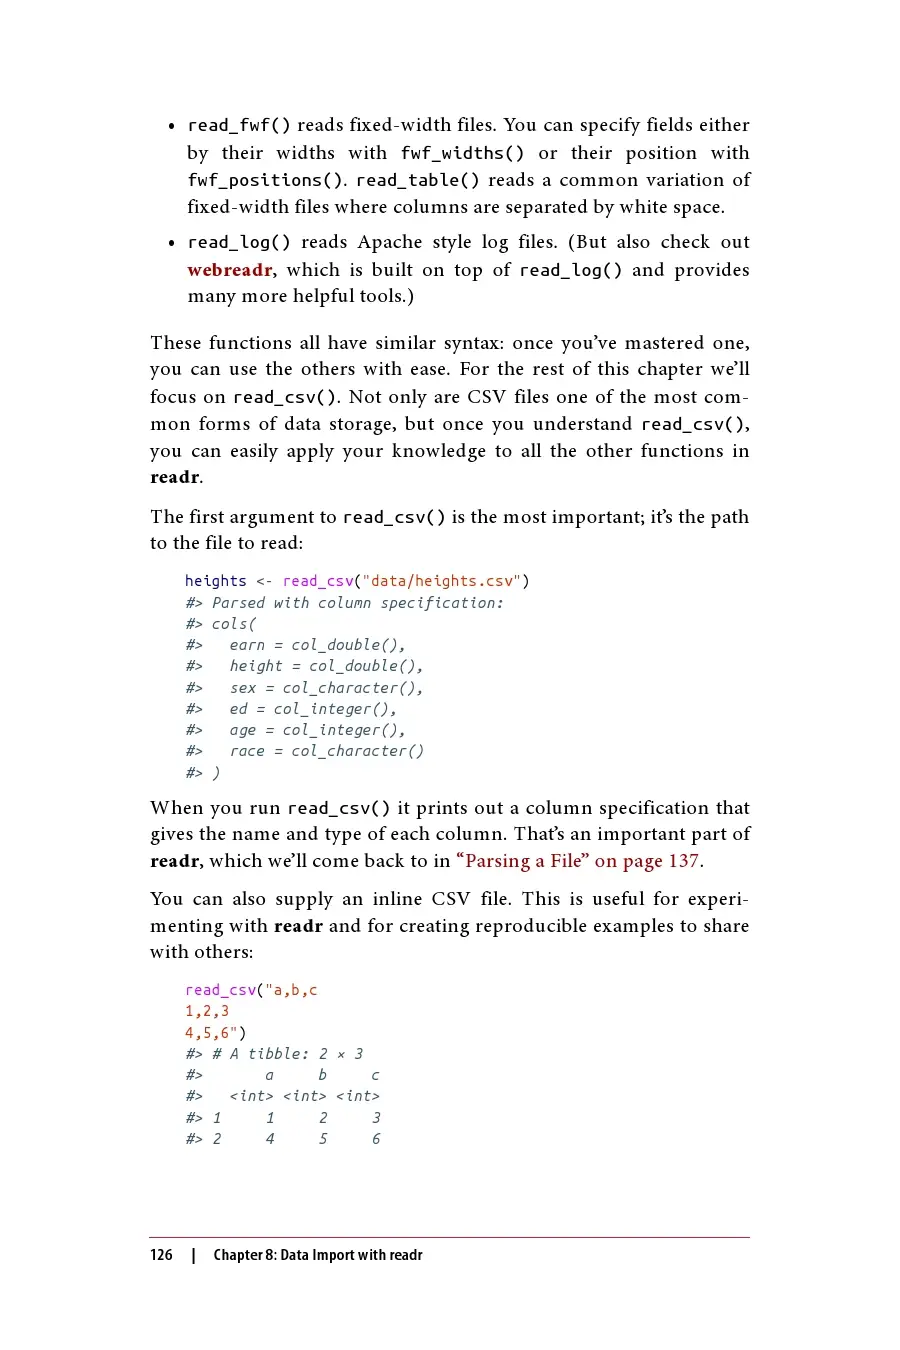 • read_fwf() reads fixed-width files. You can specify fields either
by their widths with fwf_widths() or their position with
fwf_positions(). read_table() reads a common variation of
fixed-width files where columns are separated by white space.
• read_log() reads Apache style log files. (But also check out
webreadr, which is built on top of read_log() and provides
many more helpful tools.)
These functions all have similar syntax: once you’ve mastered one,
you can use the others with ease. For the rest of this chapter we’ll
focus on read_csv(). Not only are CSV files one of the most com-
mon forms of data storage, but once you understand read_csv(),
you can easily apply your knowledge to all the other functions in
readr.
The first argument to read_csv() is the most important; it’s the path
to the file to read:
heights <- read_csv("data/heights.csv")
#> Parsed with column specification:
#> cols(
#>   earn = col_double(),
#>   height = col_double(),
#>   sex = col_character(),
#>   ed = col_integer(),
#>   age = col_integer(),
#>   race = col_character()
#> )
When you run read_csv() it prints out a column specification that
gives the name and type of each column. That’s an important part of
readr, which we’ll come back to in “Parsing a File” on page 137.
You can also supply an inline CSV file. This is useful for experi-
menting with readr and for creating reproducible examples to share
with others:
read_csv("a,b,c
1,2,3
4,5,6")
#> # A tibble: 2 × 3
#>       a     b     c
#>   <int> <int> <int>
#> 1     1     2     3
#> 2     4     5     6
126 | Chapter 8: Data Import with readr